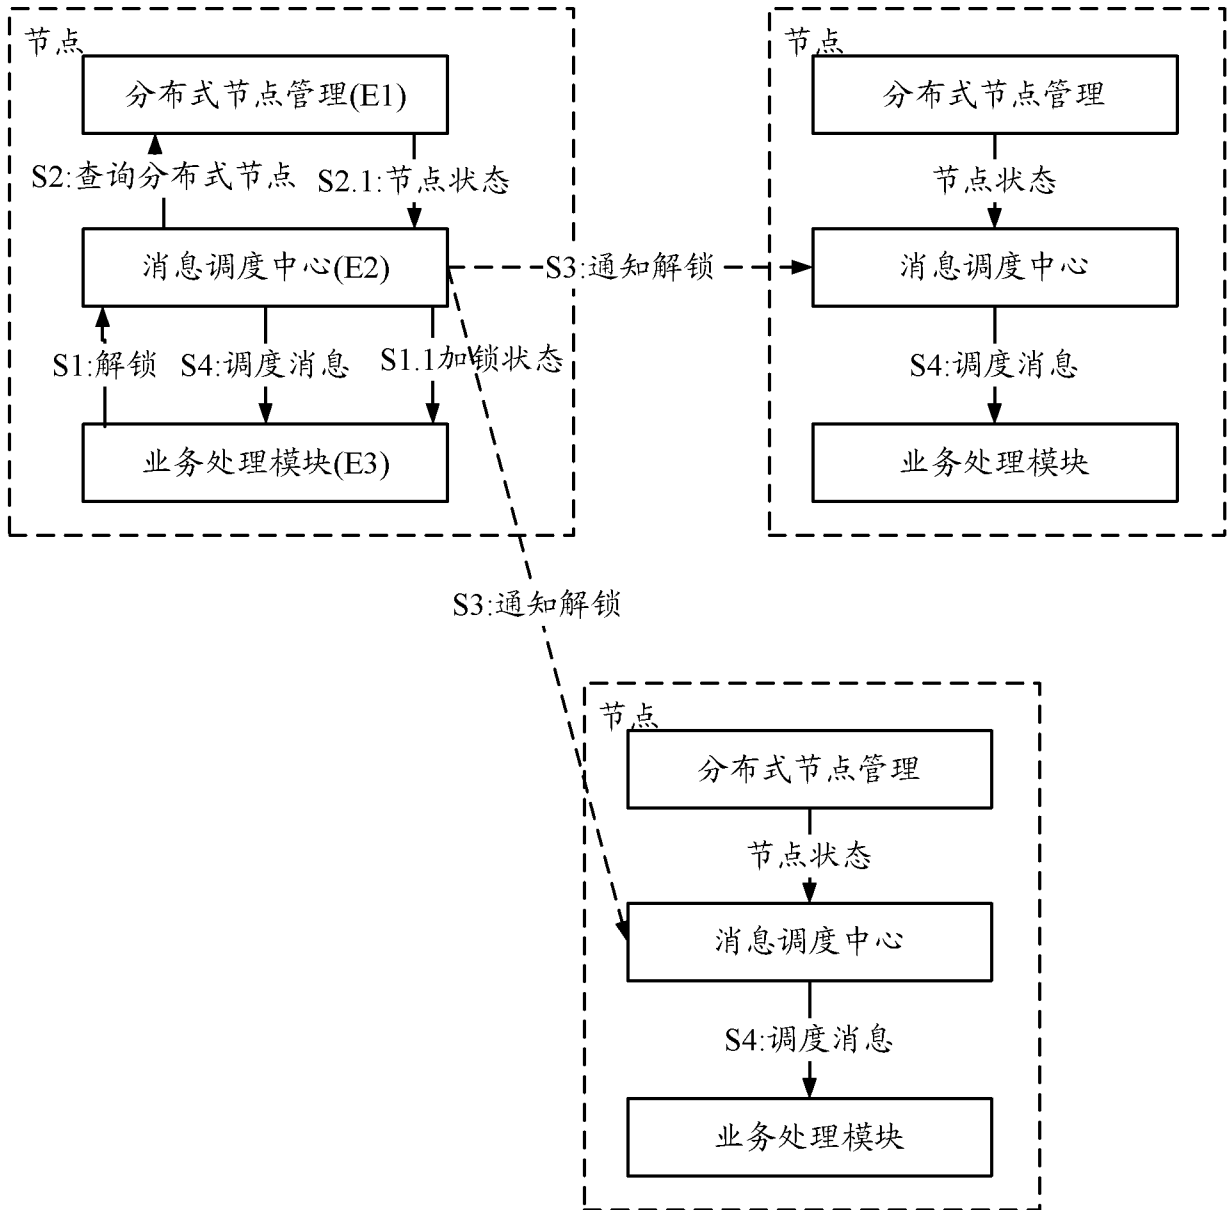 节点
分布式节点管理(E1)
S2:查询分布式节点
S2.1:节点状态
消息调度中心(E2)
S1:解锁
S4:调度消息
S1.1加锁状态
业务处理模块(E3)
S3:通知解锁
节点
分布式节点管理
节点状态
消息调度中心
S4:调度消息
业务处理模块
S3:通知解锁
节点
分布式节点管理
节点状态
消息调度中心
S4:调度消息
业务处理模块